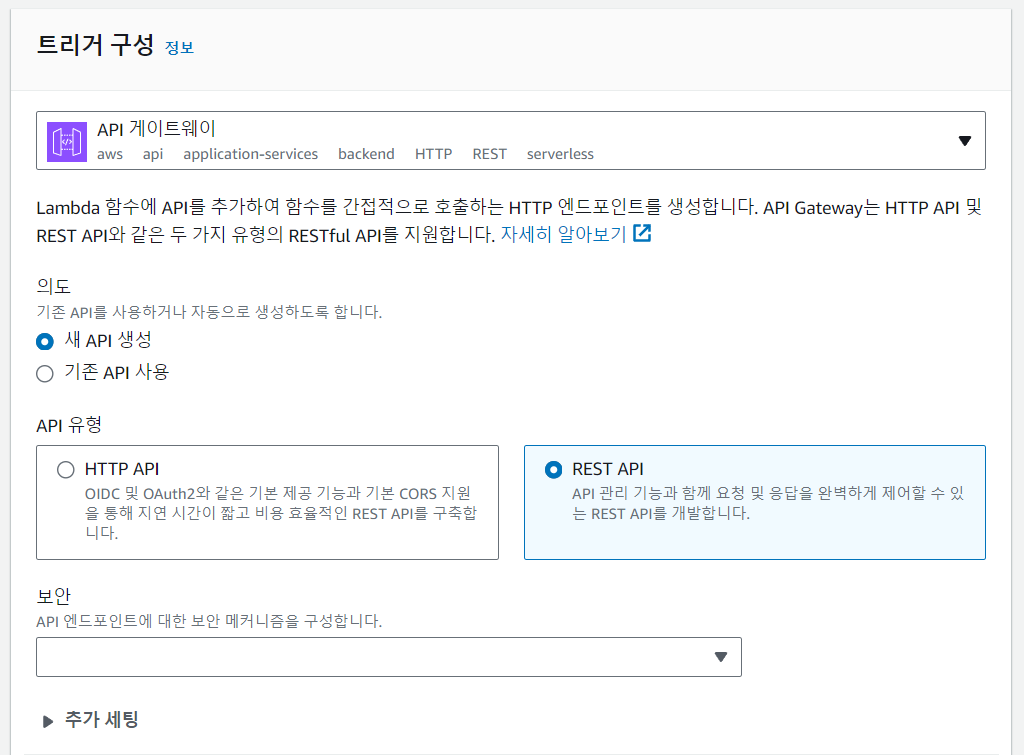 트리거 구성 정보
API 게이트웨이
aws api application-services backend HTTP REST serverless
Lambda 함수에 API를 추가하여 함수를 간접적으로 호출하는 HTTP 엔드포인트를 생성합니다. API Gateway는 HTTP API 및
REST API와 같은 두 가지 유형의 RESTful API를 지원합니다. 자세히 알아보기
의도
기존 API를 사용하거나 자동으로 생성하도록 합니다.
새 API 생성
기존 API 사용
API 유형
HTTP API
OIDC 및 OAuth2와 같은 기본 제공 기능과 기본 CORS 지원
을 통해 지연 시간이 짧고 비용 효율적인 REST API를 구축합
니다.
REST API
API 관리 기능과 함께 요청 및 응답을 완벽하게 제어할 수 있
는 REST API를 개발합니다.
보안
API 엔드포인트에 대한 보안 메커니즘을 구성합니다.
추가 세팅